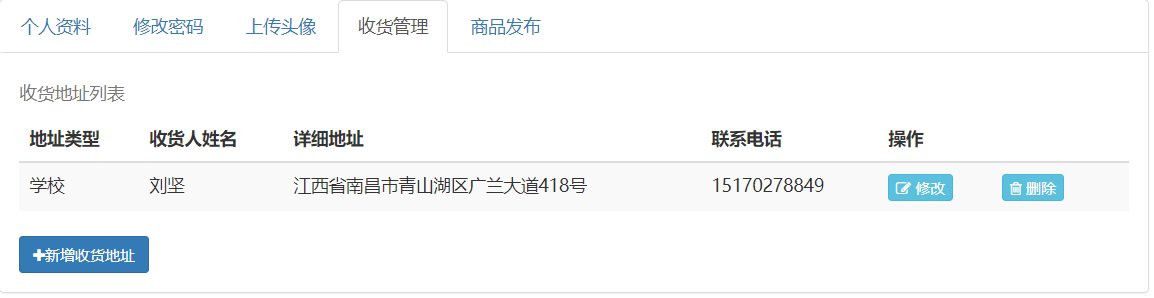 个人资料 修改密码 上传头像 收货管理 商品发布
收货地址列表
地址类型 收货人姓名 详细地址 联系电话 操作
学校 刘坚 江西省南昌市青山湖区广兰大道418号 15170278849 修改 删除
新增收货地址